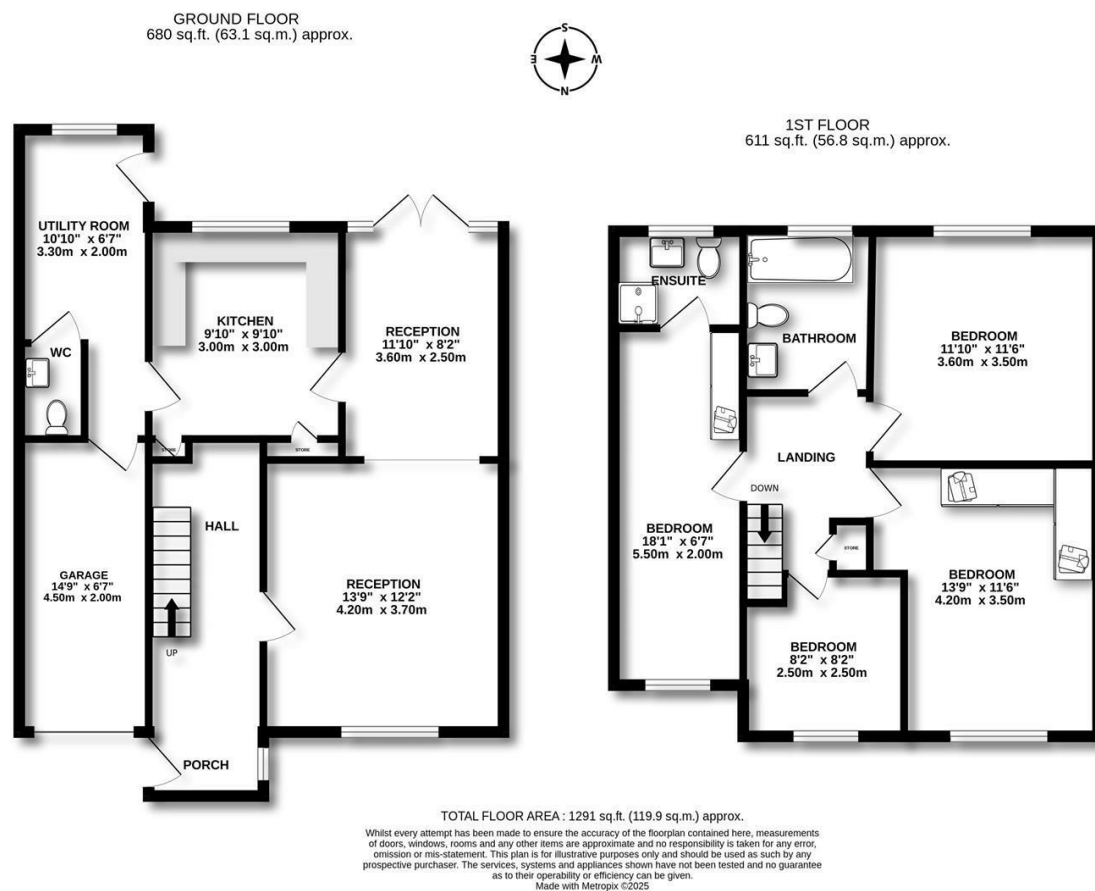 GROUND FLOOR
680 sq.ft. (63.1 sq.m.) approx.
S
E
W
N
1ST FLOOR
611 sq.ft. (56.8 sq.m.) approx.
UTILITY ROOM
10'10" x 6'7"
3.30m x 2.00m
KITCHEN
9'10" x 9'10"
3.00m x 3.00m
RECEPTION
11'10" x 8'2"
3.60m x 2.50m
WC
STORE
STORE
HALL
GARAGE
14'9" x 6'7"
4.50m x 2.00m
RECEPTION
13'9" x 12'2"
4.20m x 3.70m
UP
PORCH
ENSUITE
BATHROOM
BEDROOM
11'10" x 11'6"
3.60m x 3.50m
LANDING
DOWN
BEDROOM
18'1" x 6'7"
5.50m x 2.00m
STORE
BEDROOM
13'9" x 11'6"
4.20m x 3.50m
BEDROOM
8'2" x 8'2"
2.50m x 2.50m
TOTAL FLOOR AREA : 1291 sq.ft. (119.9 sq.m.) approx.
Whilst every attempt has been made to ensure the accuracy of the floorplan contained here, measurements
of doors, windows, rooms and any other items are approximate and no responsibility is taken for any error,
omission or mis-statement. This plan is for illustrative purposes only and should be used as such by any
prospective purchaser. The services, systems and appliances shown have not been tested and no guarantee
as to their operability or efficiency can be given.
Made with Metropix ©2025